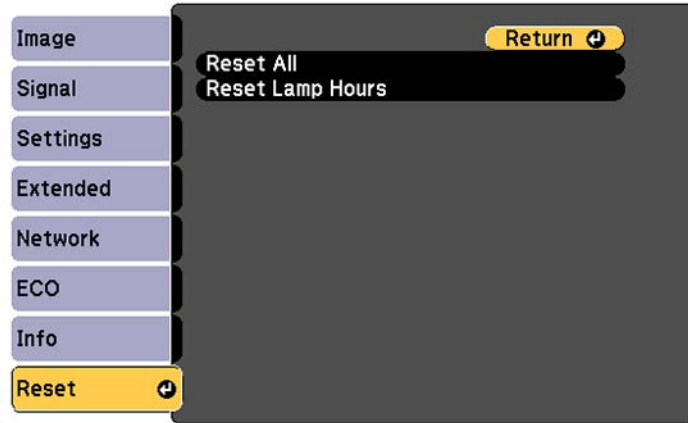 Image
Signal
Settings
Extended
Network
ECO
Info
Reset
Return
Reset All
Reset Lamp Hours